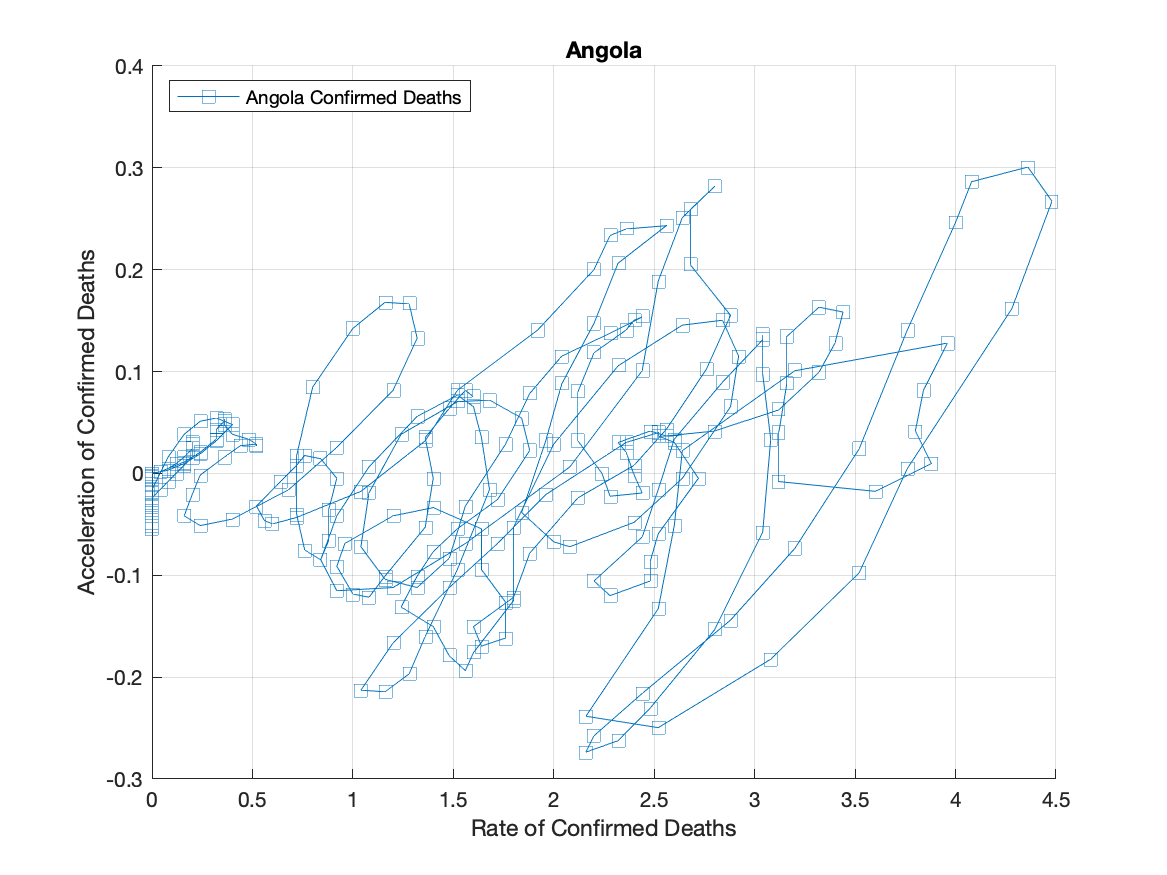 Angola
Angola Confirmed Deaths
Acceleration of Confirmed Deaths
0.4
0.3
0.2
0.1
0
-0.1
-0.2
-0.3
0 0.5 1 1.5 2 2.5 3 3.5 4 4.5
Rate of Confirmed Deaths